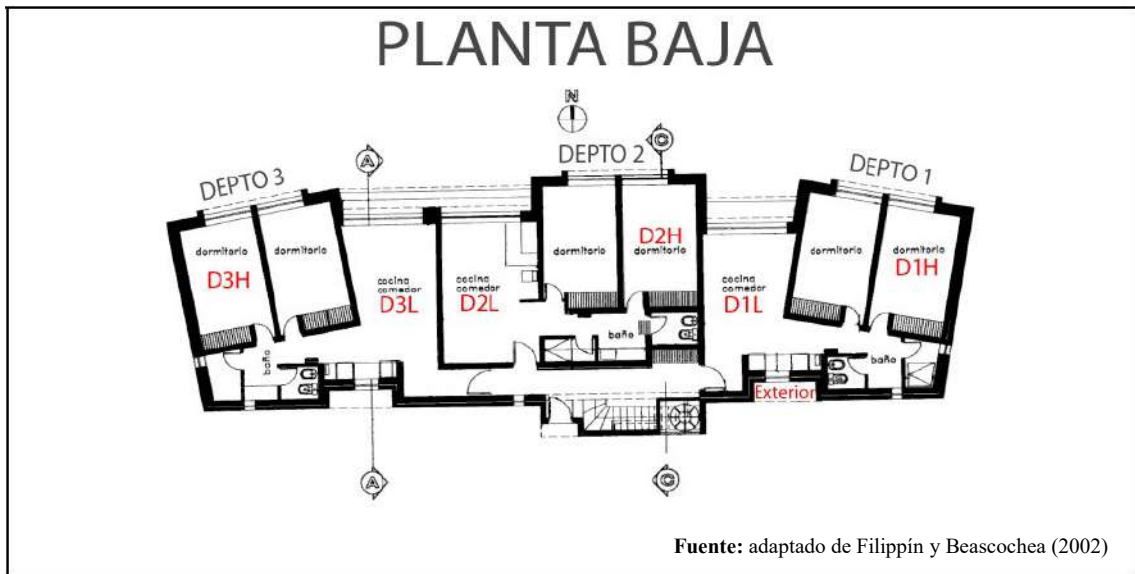 PLANTA BAJA
N
C
DEPTO 2
A
DEPTO 3
DEPTO 1
dormitorio
D3H
dormitorio
cocina
comedor
D3L
cocina
comedor
D2L
dormitorio
D2H
dormitorio
cocina
comedor
D1L
dormitorio
dormitorio
D1H
baño
baño
baño
Exterior
A
C
Fuente: adaptado de Filippín y Beascochea (2002)